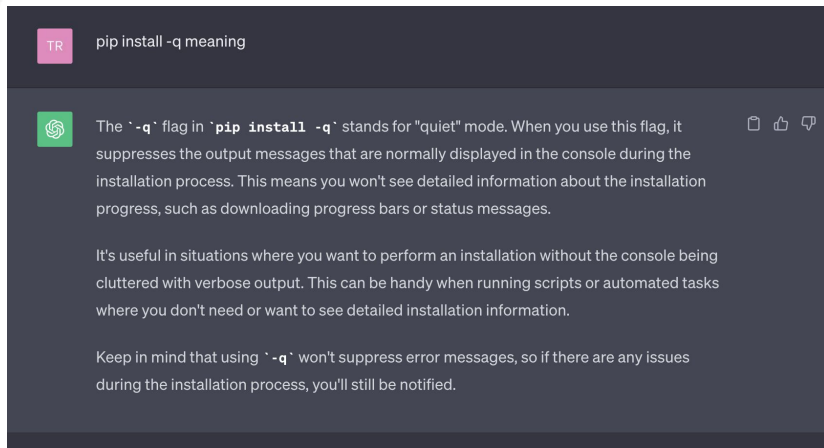 TR
pip install -q meaning
The `-q` flag in `pip install -q` stands for "quiet" mode. When you use this flag, it
suppresses the output messages that are normally displayed in the console during the
installation process. This means you won't see detailed information about the installation
progress, such as downloading progress bars or status messages.
It's useful in situations where you want to perform an installation without the console being
cluttered with verbose output. This can be handy when running scripts or automated tasks
where you don't need or want to see detailed installation information.
Keep in mind that using `-q` won't suppress error messages, so if there are any issues
during the installation process, you'll still be notified.